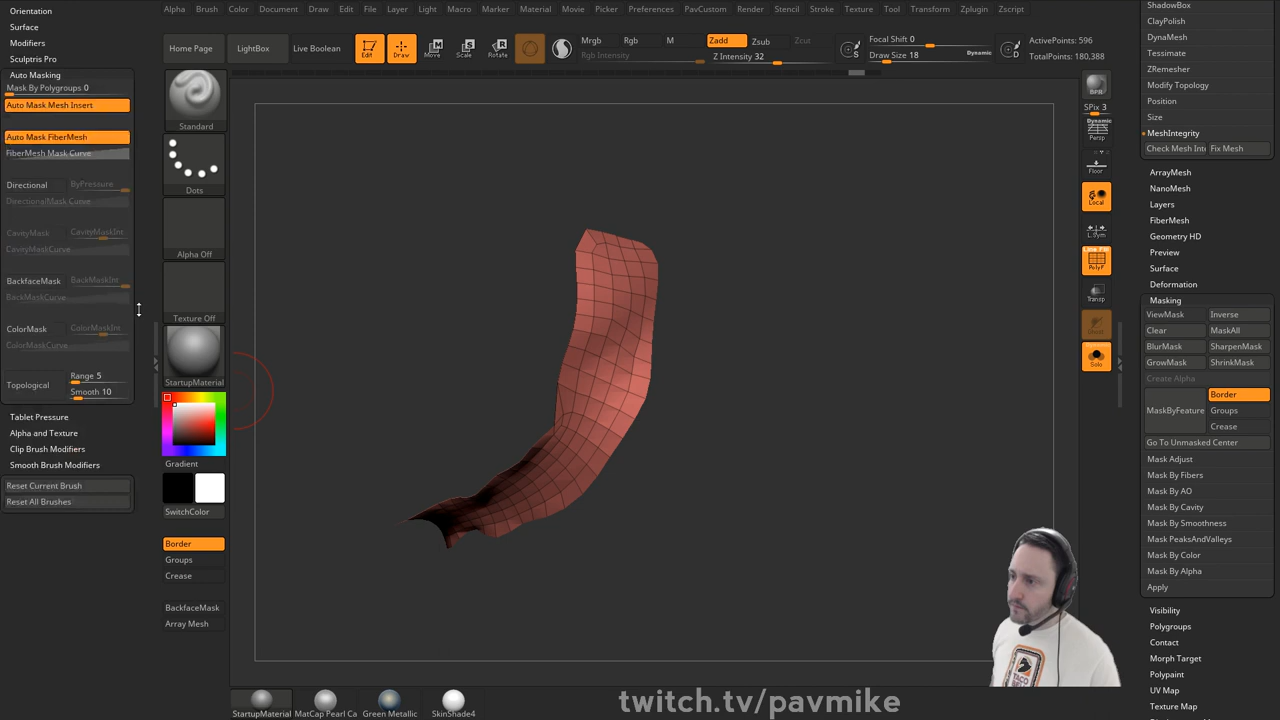 Alpha Brush Color Document Draw Edit File Layer Light Macro Marker Material Movie Picker Preferences PavCustom Render Stencil Stroke Texture Tool Transform Zplugin Zscript
Home Page
LightBox
Live Boolean
Edit
Draw
Move
Scale
Rotate
Mrgb Rgb M
Rgb Intensity
Zadd Zsub Zcut
Z Intensity 32
S
Focal Shift 0
Draw Size 18
Dynamic
D
ActivePoints: 596
TotalPoints: 180,388
Orientation
Surface
Modifiers
Sculptris Pro
Auto Masking
Mask By Polygroups 0
Auto Mask Mesh Insert
Auto Mask FiberMesh
FiberMesh Mask Curve
Directional ByPressure
DirectionalMask Curve
CavityMask CavityMaskInt
CavityMaskCurve
BackfaceMask BackMaskInt
BackMaskCurve
ColorMask ColorMaskInt
ColorMaskCurve
Topological
Range 5
Smooth 10
Tablet Pressure
Alpha and Texture
Clip Brush Modifiers
Smooth Brush Modifiers
Reset Current Brush
Reset All Brushes
Standard
Dots
Alpha Off
Texture Off
StartupMaterial
Gradient
SwitchColor
Border
Groups
Crease
BackfaceMask
Array Mesh
BPR
SPix 3
Dynamic
Persp
Floor
Local
L.Sym
Line Fill
PolyF
Transp
Ghost
Dynamic
Solo
ShadowBox
ClayPolish
DynaMesh
Tessimate
ZRemesher
Modify Topology
Position
Size
MeshIntegrity
Check Mesh Int Fix Mesh
ArrayMesh
NanoMesh
Layers
FiberMesh
Geometry HD
Preview
Surface
Deformation
Masking
ViewMask Inverse
Clear MaskAll
BlurMask SharpenMask
GrowMask ShrinkMask
Create Alpha
MaskByFeature
Border
Groups
Crease
Go To Unmasked Center
Mask Adjust
Mask By Fibers
Mask By AO
Mask By Cavity
Mask By Smoothness
Mask PeaksAndValleys
Mask By Color
Mask By Alpha
Apply
Visibility
Polygroups
Contact
Morph Target
Polypaint
UV Map
Texture Map
StartupMaterial
MatCap Pearl Ca
Green Metallic
SkinShade4
twitch.tv/pavmike